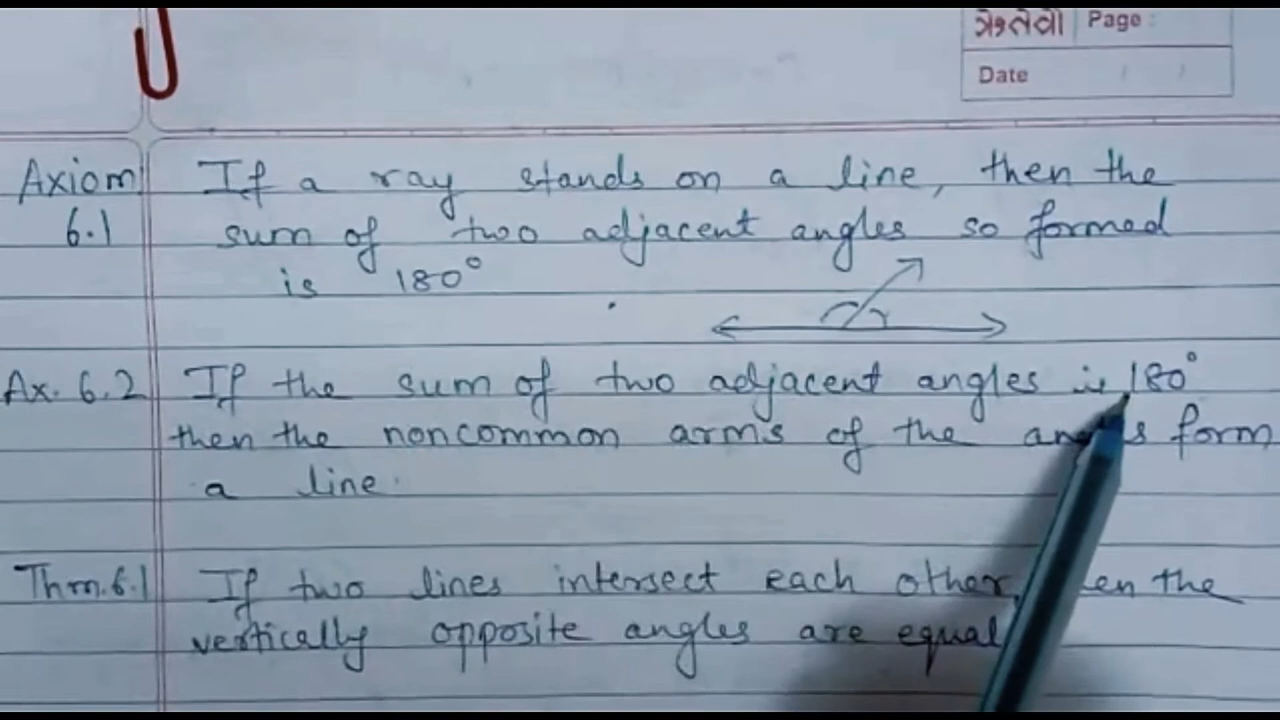 Page :
Date
Axiom 6.1 If a ray stands on a line, then the
sum of two adjacent angles so formed
is 180°
Ax. 6.2 If the sum of two adjacent angles is 180°
then the noncommon arms of the form
a line.
Thm. 6.1 If two lines intersect each other, the
vertically opposite angles are equal